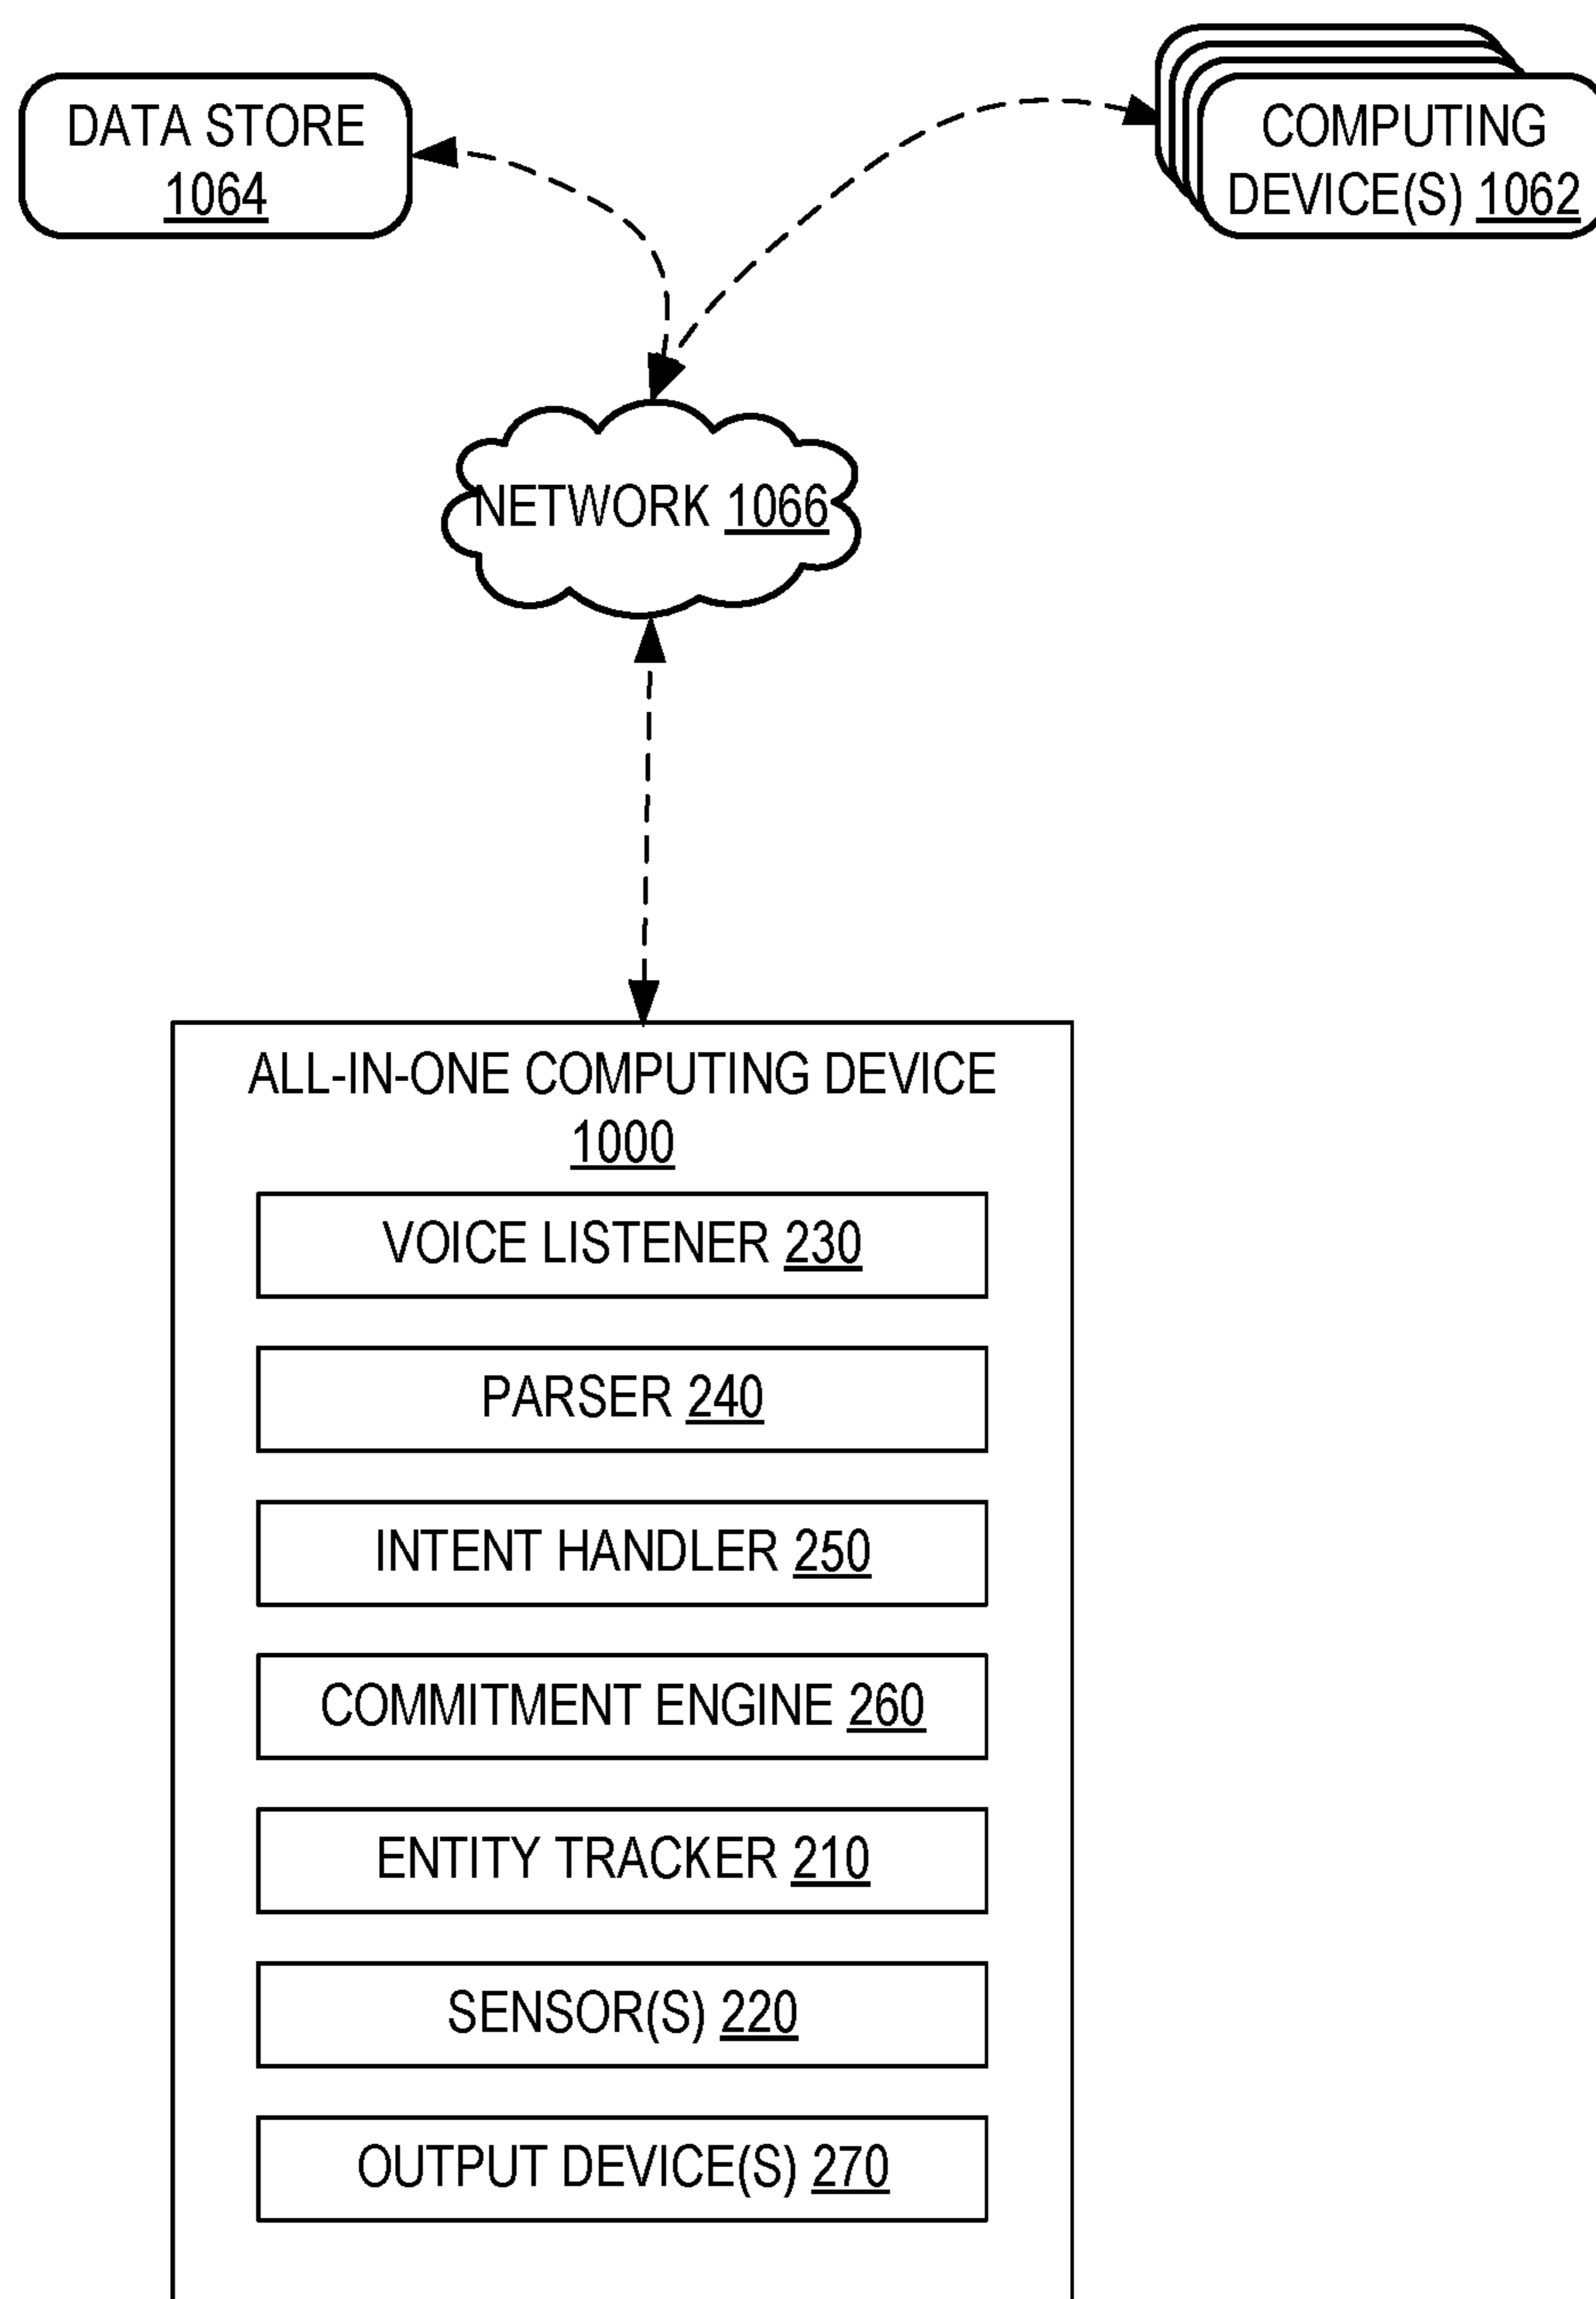 DATA STORE
1064
COMPUTING
DEVICE(S) 1062
NETWORK 1066
ALL-IN-ONE COMPUTING DEVICE
1000
VOICE LISTENER 230
PARSER 240
INTENT HANDLER 250
COMMITMENT ENGINE 260
ENTITY TRACKER 210
SENSOR(S) 220
OUTPUT DEVICE(S) 270